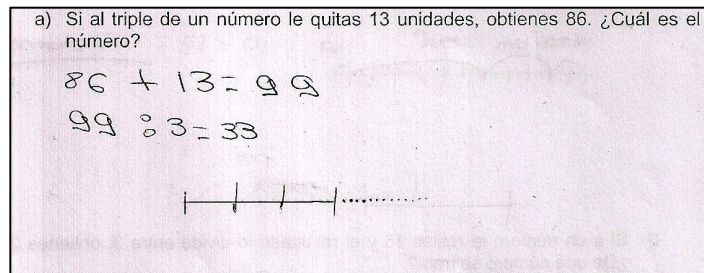 a) Si al triple de un número le quitas 13 unidades, obtienes 86. ¿Cuál es el
número?
86 + 13 = 99
99 : 3 = 33